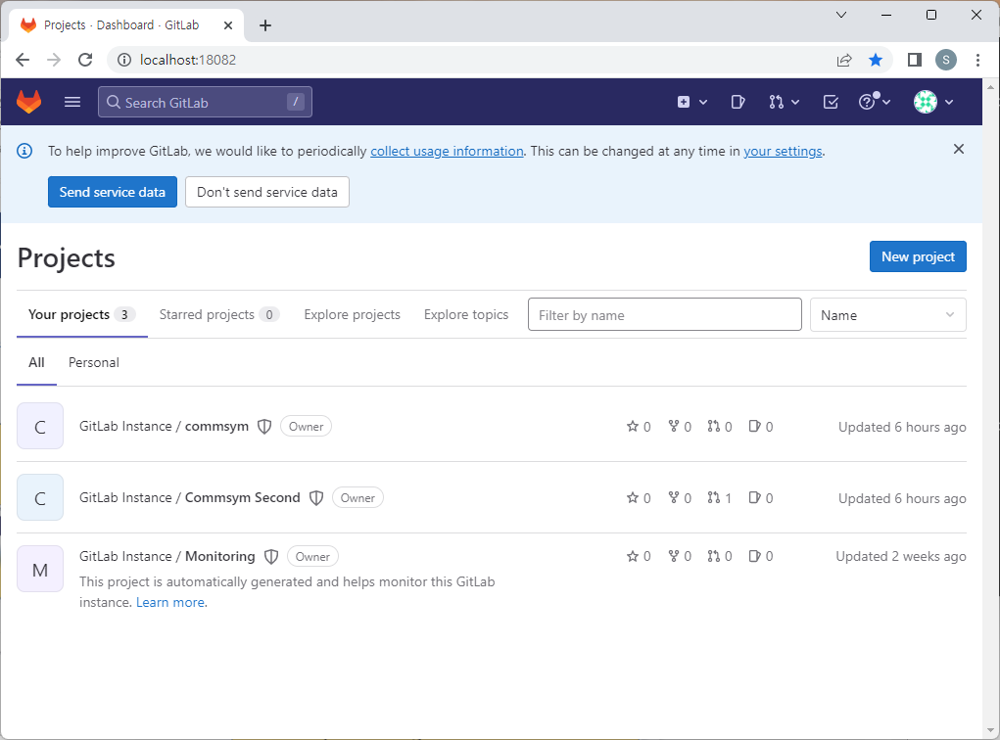 Projects · Dashboard · GitLab
localhost:18082
S
Search GitLab /
To help improve GitLab, we would like to periodically collect usage information. This can be changed at any time in your settings.
Send service data Don't send service data
Projects New project
Your projects 3 Starred projects 0 Explore projects Explore topics Filter by name Name
All Personal
C GitLab Instance / commsym Owner 0 0 0 0 Updated 6 hours ago
C GitLab Instance / Commsym Second Owner 0 0 1 0 Updated 6 hours ago
M GitLab Instance / Monitoring Owner 0 0 0 0 Updated 2 weeks ago
This project is automatically generated and helps monitor this GitLab
instance. Learn more.